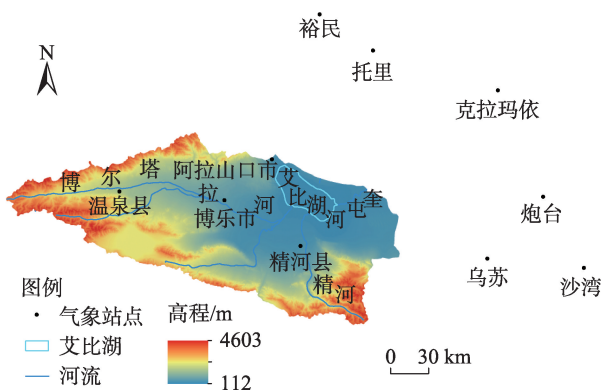 裕民
N
托里
克拉玛依
博尔塔拉河
阿拉山口市
艾比湖
奎屯河
温泉县
博乐市
炮台
精河县
乌苏
沙湾
精河
图例
气象站点
艾比湖
河流
高程/m
4603
112
0 30 km